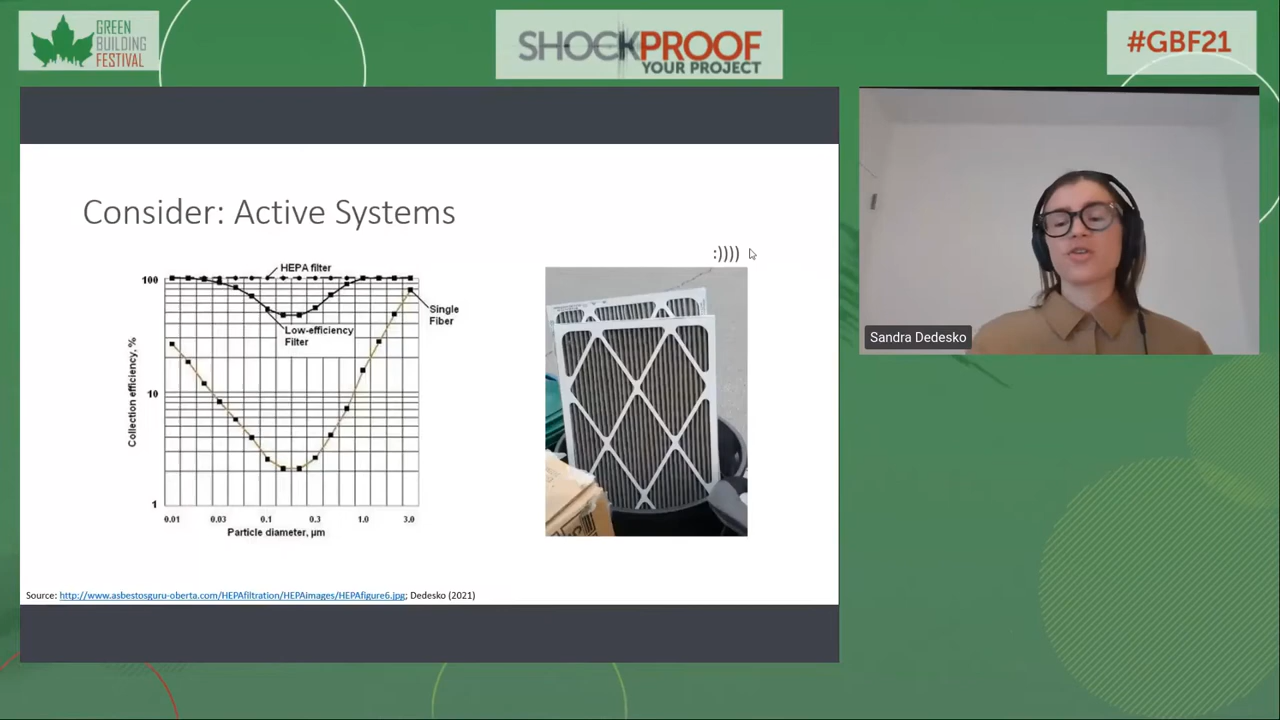 GREEN
BUILDING
FESTIVAL
SHOCKPROOF
YOUR PROJECT
#GBF21
Consider: Active Systems
:))))
HEPA filter
100
Single
Fiber
Low-efficiency
Filter
Collection efficiency, %
10
1
0.01 0.03 0.1 0.3 1.0 3.0
Particle diameter, µm
Source: http://www.asbestosguru-oberta.com/HEPAfiltration/HEPAimages/HEPAfigure6.jpg; Dedesko (2021)
Sandra Dedesko